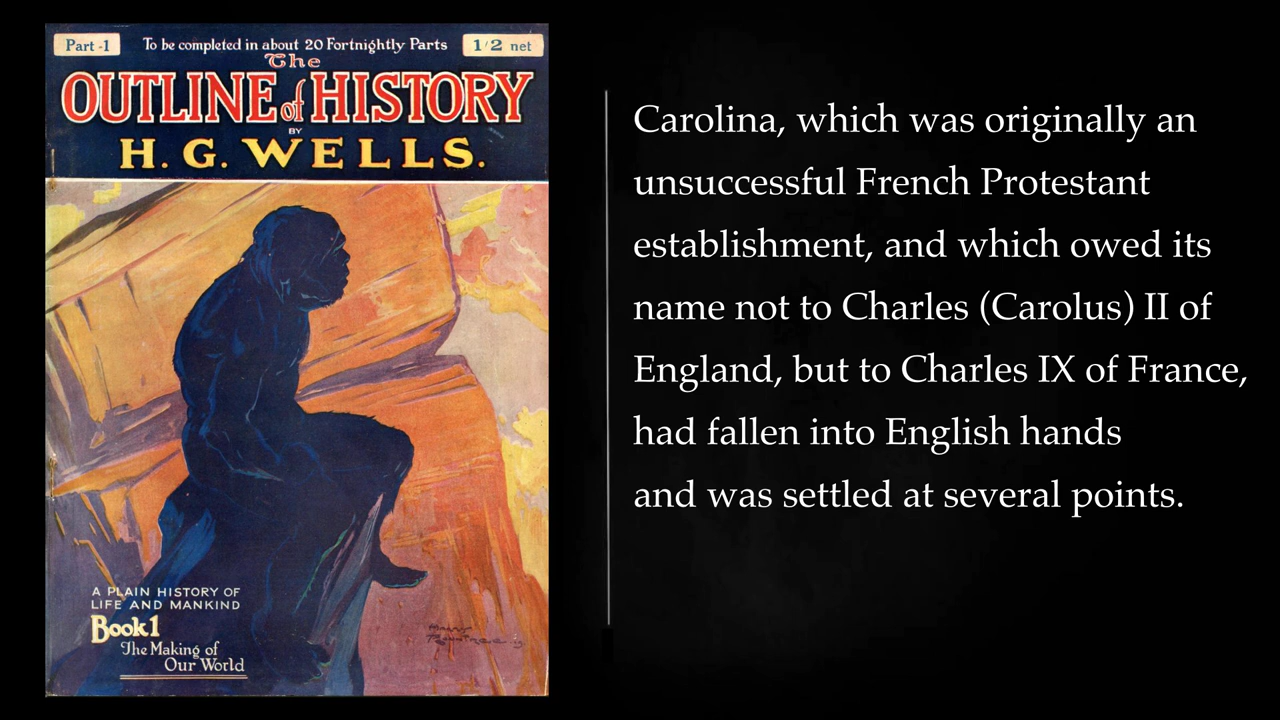 Part -1
To be completed in about 20 Fortnightly Parts
1/2 net
The
OUTLINE of HISTORY
BY
H. G. WELLS.
A PLAIN HISTORY OF
LIFE AND MANKIND
Book 1
The Making of
Our World
Carolina, which was originally an
unsuccessful French Protestant
establishment, and which owed its
name not to Charles (Carolus) II of
England, but to Charles IX of France,
had fallen into English hands
and was settled at several points.